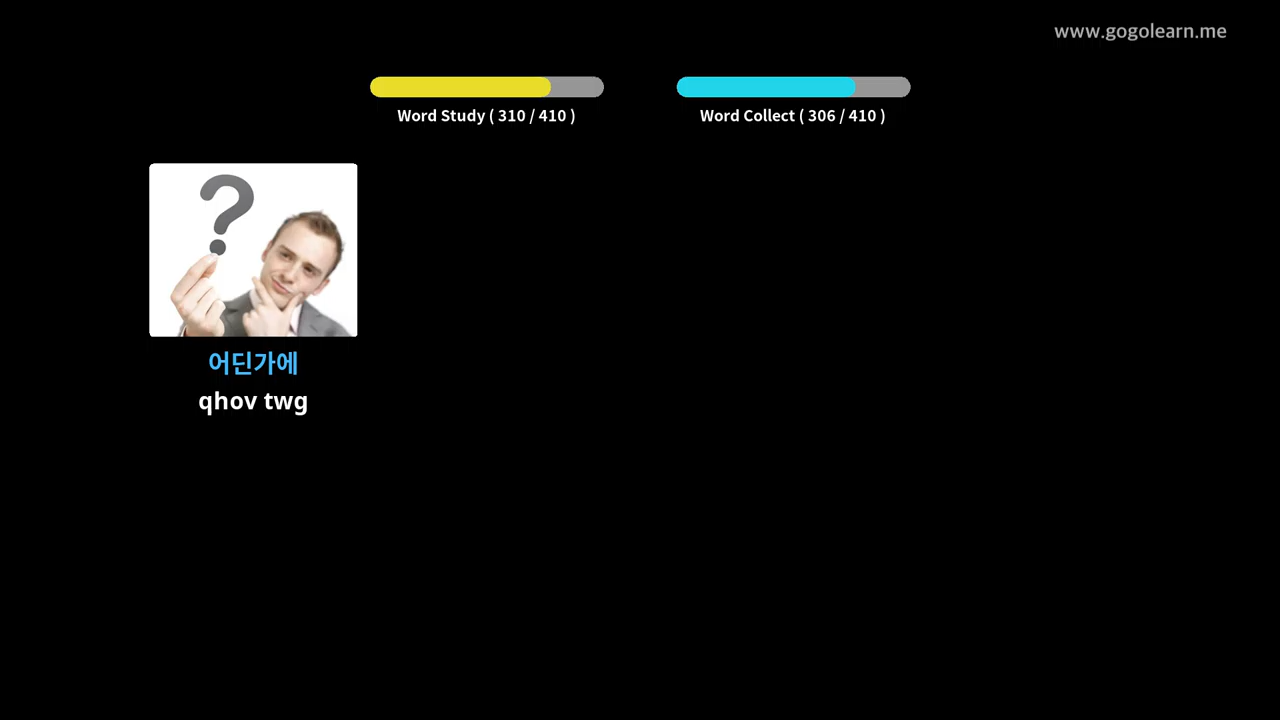 www.gogolearn.me
Word Study ( 310 / 410 )
Word Collect ( 306 / 410 )
?
어딘가에
qhov twg